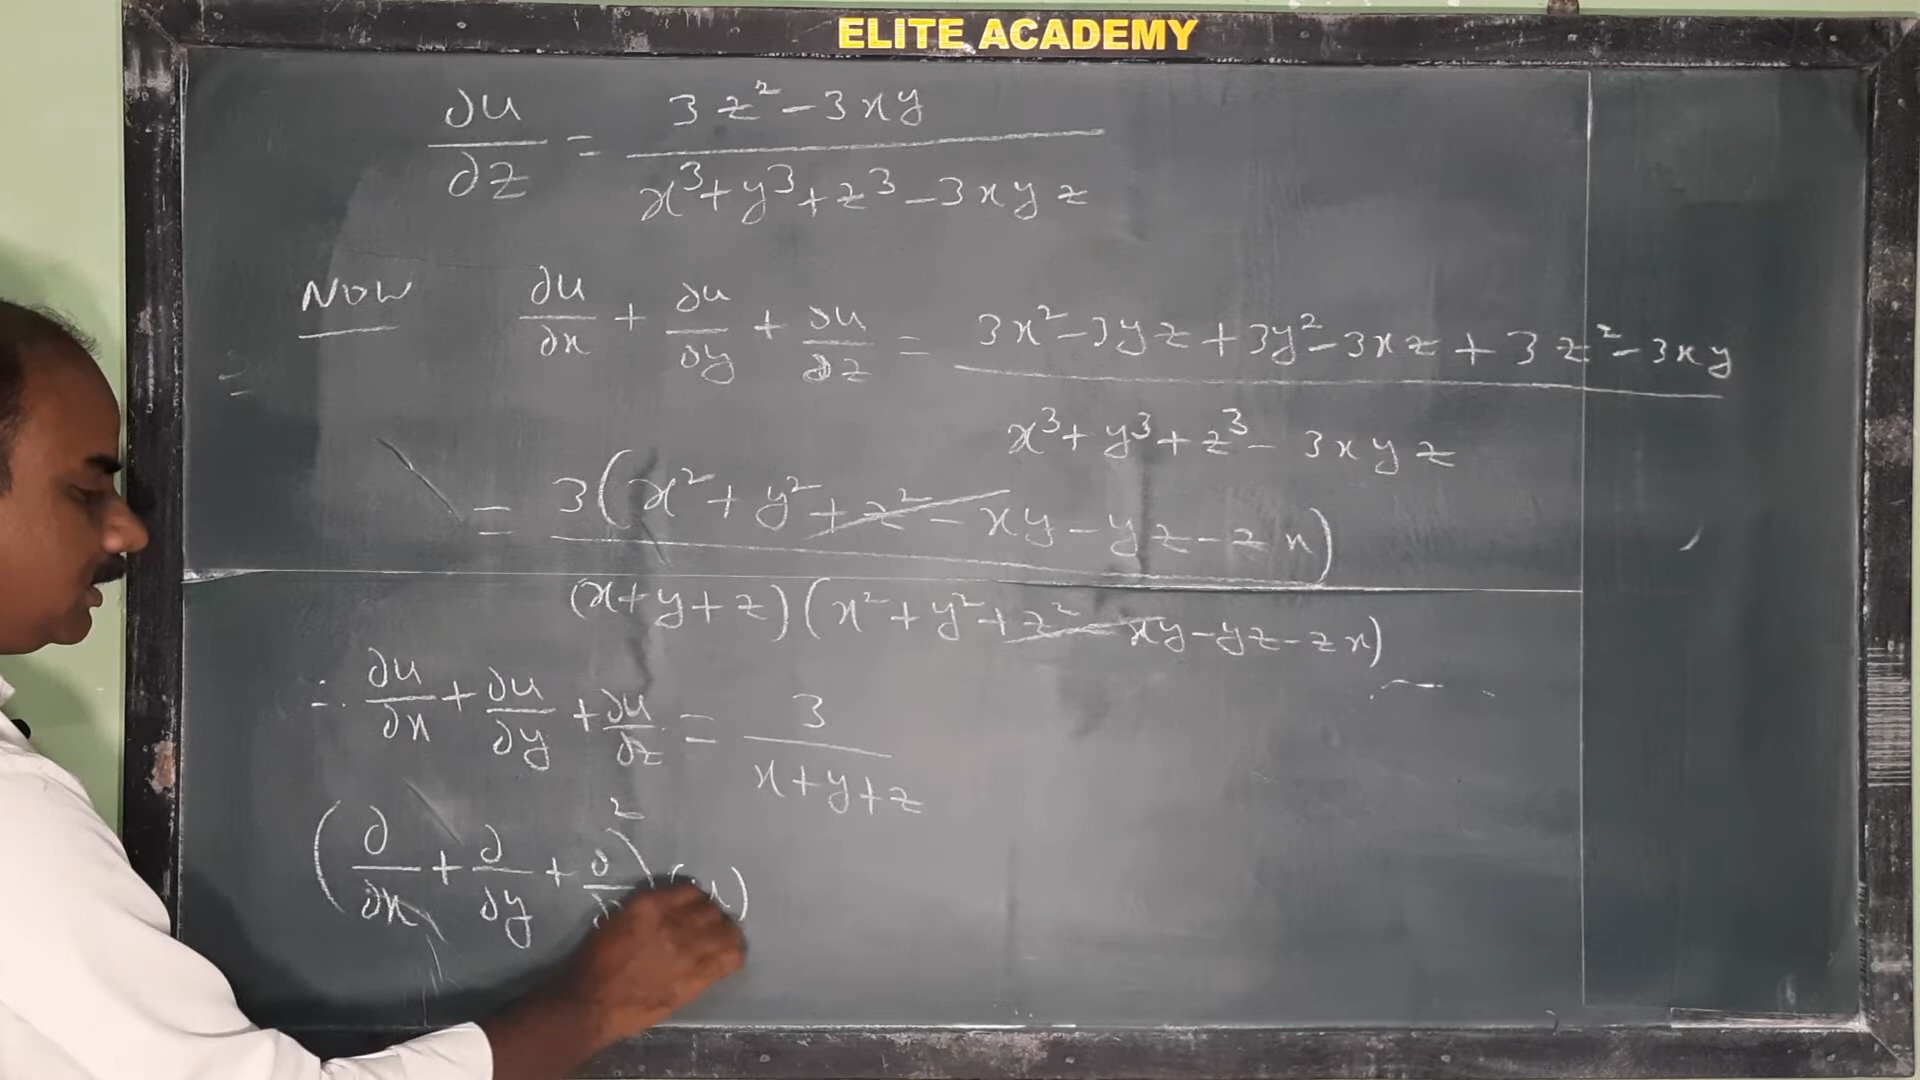 ELITE ACADEMY
∂u/∂z = (3z² - 3xy)/(x³ + y³ + z³ - 3xyz)
Now ∂u/∂x + ∂u/∂y + ∂u/∂z = (3x² - 3yz + 3y² - 3xz + 3z² - 3xy)/(x³ + y³ + z³ - 3xyz)
= 3(x² + y² + z² - xy - yz - zx)/(x+y+z)(x² + y² + z² - xy - yz - zx)
∴ ∂u/∂x + ∂u/∂y + ∂u/∂z = 3/(x+y+z)
(∂/∂x + ∂/∂y + ∂/)²